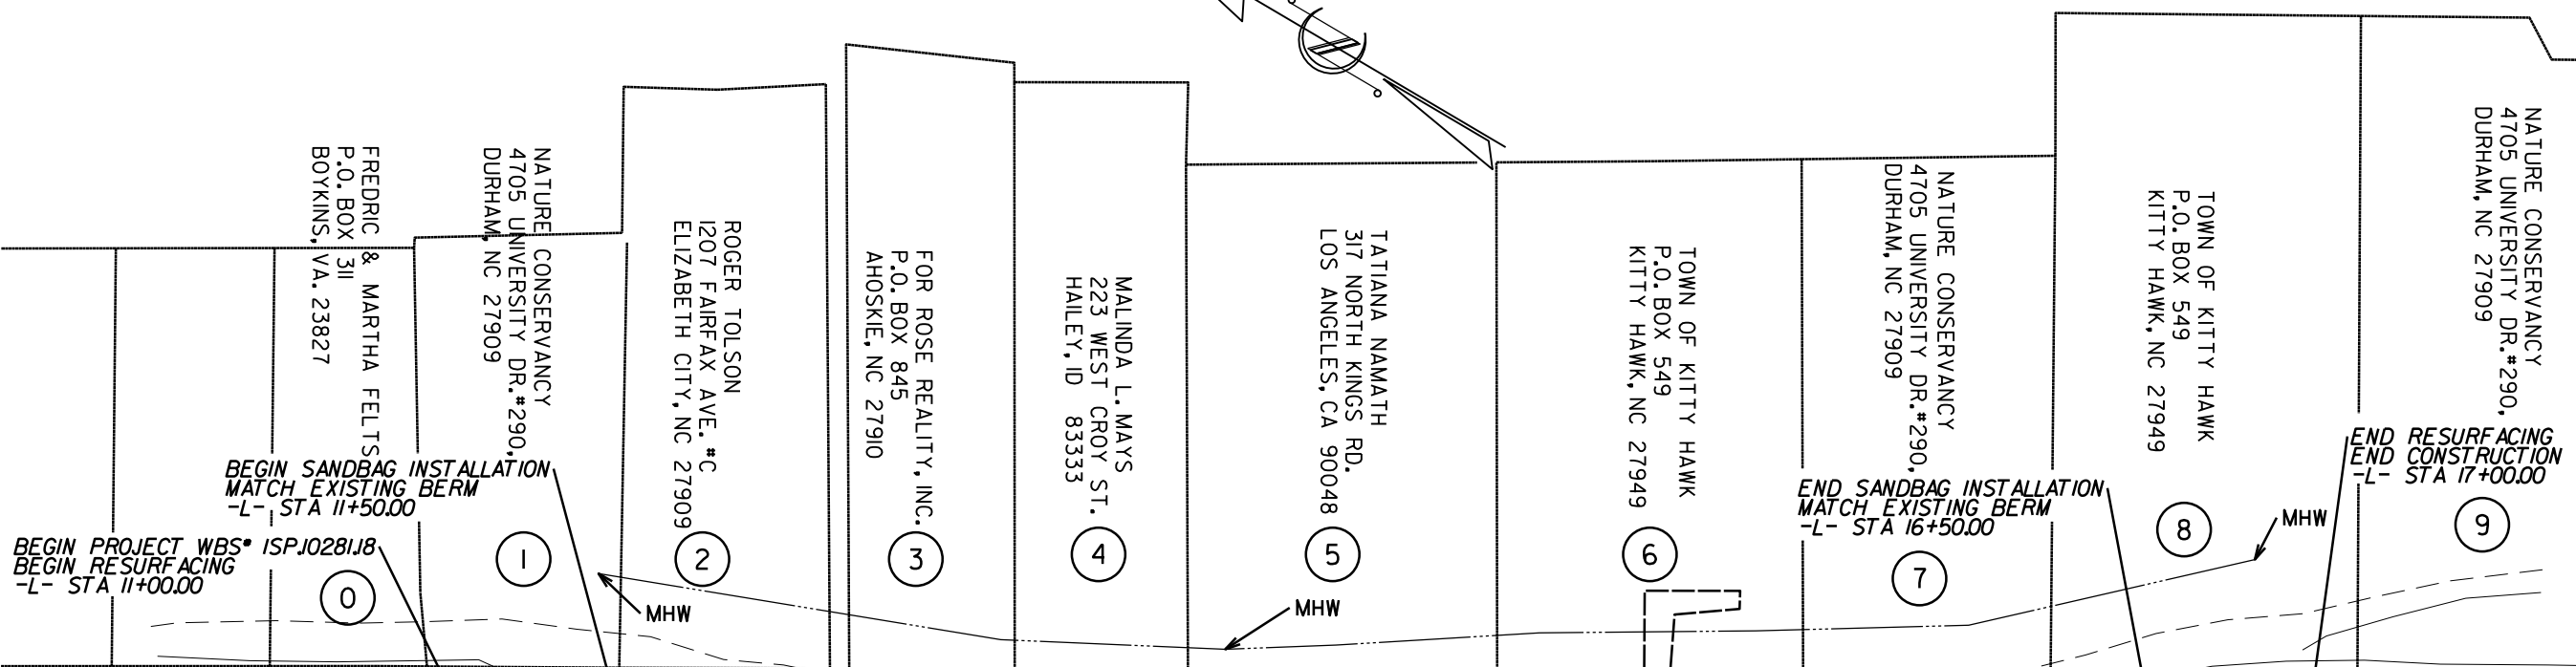 FREDRIC & MARTHA FELTS
P.O. BOX 311
BOYKINS, VA. 23827
NATURE CONSERVANCY
4705 UNIVERSITY DR. #290,
DURHAM, NC 27909
ROGER TOLSON
1207 FAIRFAX AVE. #C
ELIZABETH CITY, NC 27909
FOR ROSE REALITY, INC.
P.O. BOX 845
AHOSKIE, NC 27910
MALINDA L. MAYS
223 WEST CROY ST.
HAILEY, ID 83333
TATIANA NAMATH
317 NORTH KINGS RD.
LOS ANGELES, CA 90048
TOWN OF KITTY HAWK
P.O. BOX 549
KITTY HAWK, NC 27949
NATURE CONSERVANCY
4705 UNIVERSITY DR. #290,
DURHAM, NC 27909
TOWN OF KITTY HAWK
P.O. BOX 549
KITTY HAWK, NC 27949
NATURE CONSERVANCY
4705 UNIVERSITY DR. #290,
DURHAM, NC 27909
BEGIN SANDBAG INSTALLATION
MATCH EXISTING BERM
-L- STA 11+50.00
BEGIN PROJECT WBS# ISP.10281.18
BEGIN RESURFACING
-L- STA 11+00.00
END SANDBAG INSTALLATION
MATCH EXISTING BERM
-L- STA 16+50.00
END RESURFACING
END CONSTRUCTION
-L- STA 17+00.00
0
1
2
3
4
5
6
7
8
9
MHW
MHW
MHW